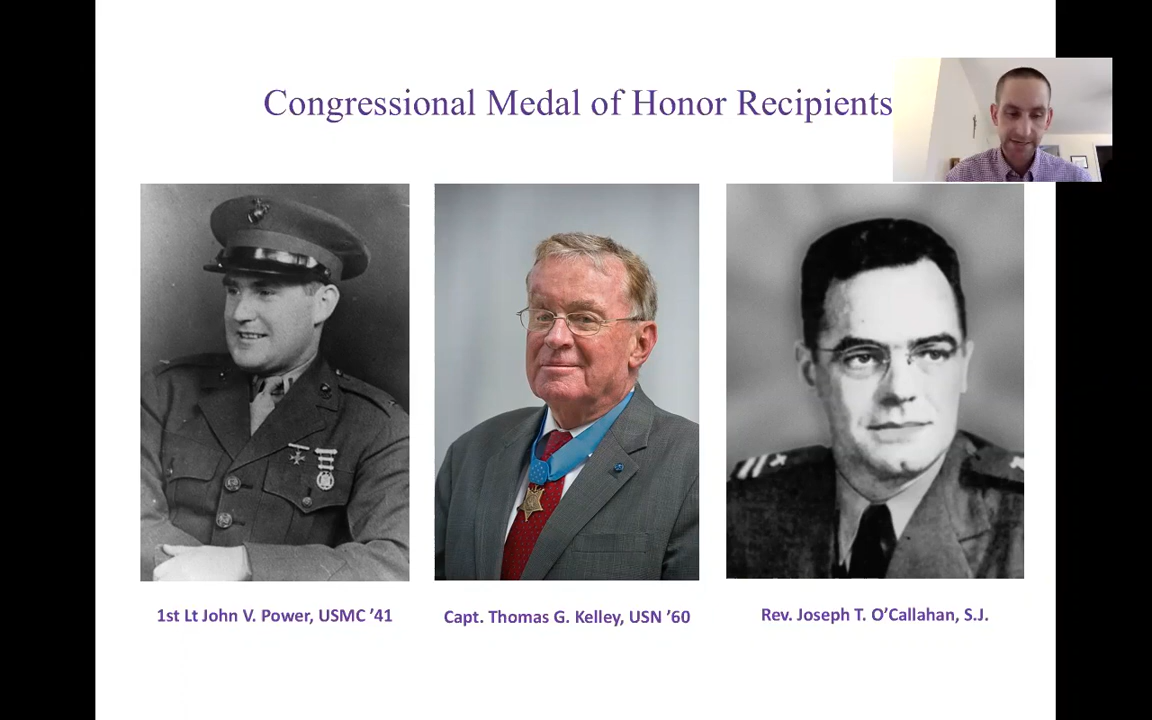 Congressional Medal of Honor Recipients
1st Lt John V. Power, USMC ’41
Capt. Thomas G. Kelley, USN ’60
Rev. Joseph T. O’Callahan, S.J.